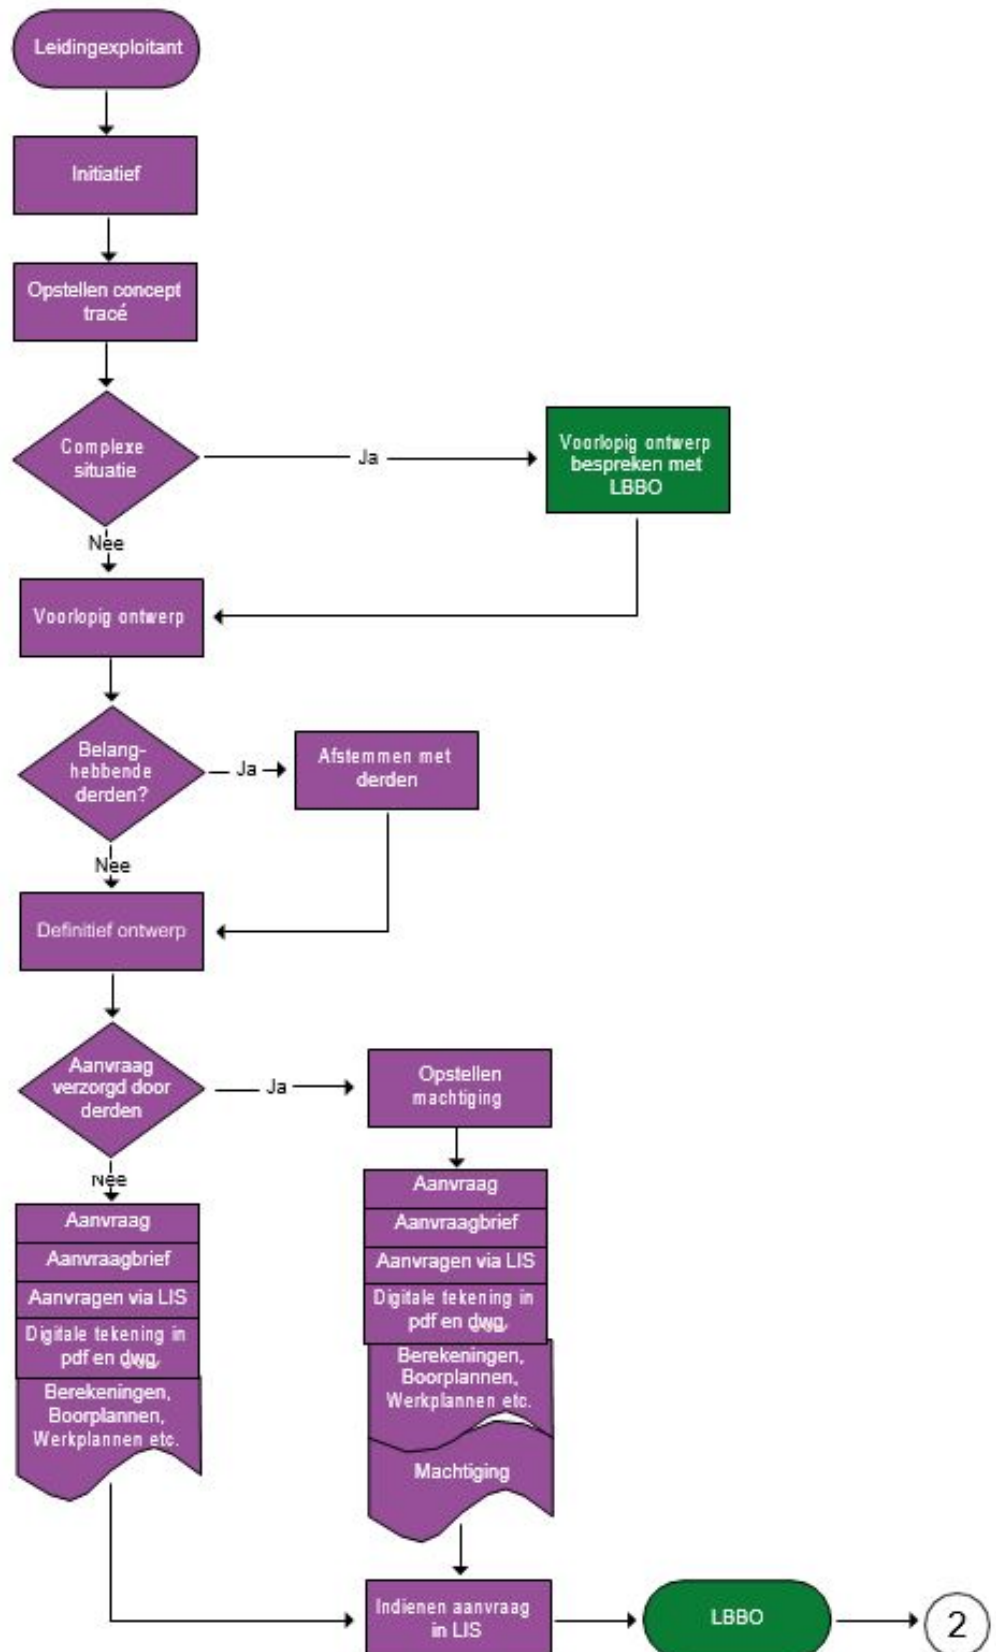 Leidingexploitant
Initiatief
Opstellen concept
tracé
Complexe
situatie
Ja
Voorlopig ontwerp
bespreken met
LBBO
Nee
Voorlopig ontwerp
Belang-
hebbende
derden?
Ja
Afstemmen met
derden
Nee
Definitief ontwerp
Aanvraag
verzorgd door
derden
Ja
Opstellen
machtiging
Nee
Aanvraag
Aanvraagbrief
Aanvragen via LIS
Digitale tekening in
pdf en dwg
Berekeningen,
Boorplannen,
Werkplannen etc.
Aanvraag
Aanvraagbrief
Aanvragen via LIS
Digitale tekening in
pdf en dwg
Berekeningen,
Boorplannen,
Werkplannen etc.
Machtiging
Indienen aanvraag
in LIS
LBBO
2